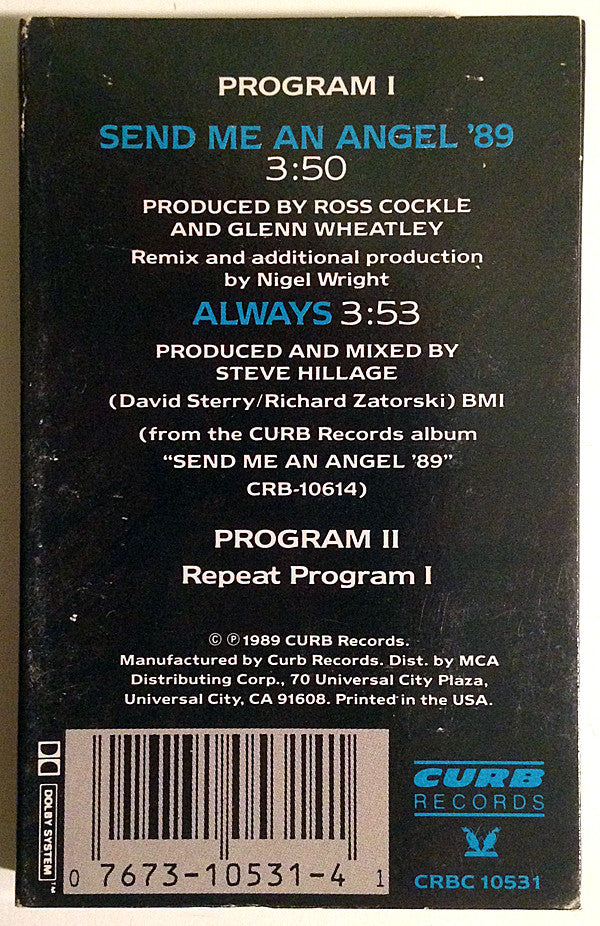 PROGRAM I
SEND ME AN ANGEL '89
3:50
PRODUCED BY ROSS COCKLE
AND GLENN WHEATLEY
Remix and additional production
by Nigel Wright
ALWAYS 3:53
PRODUCED AND MIXED BY
STEVE HILLAGE
(David Sterry/Richard Zatorski) BMI
(from the CURB Records album
“SEND ME AN ANGEL '89”
CRB-10614)
PROGRAM II
Repeat Program I
© ℗ 1989 CURB Records.
Manufactured by Curb Records. Dist. by MCA
Distributing Corp., 70 Universal City Plaza,
Universal City, CA 91608. Printed in the USA.
DOLBY SYSTEM™
0 7673-10531-4 1
CURB
RECORDS
CRBC 10531